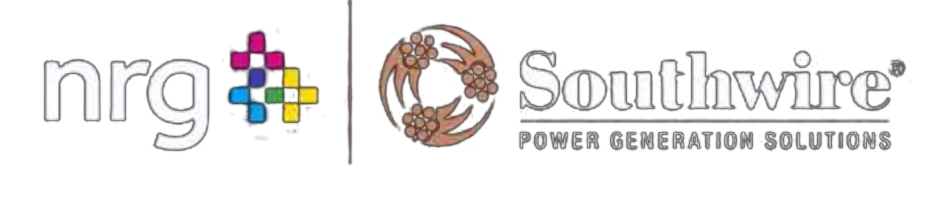 nrg
Southwire®
POWER GENERATION SOLUTIONS